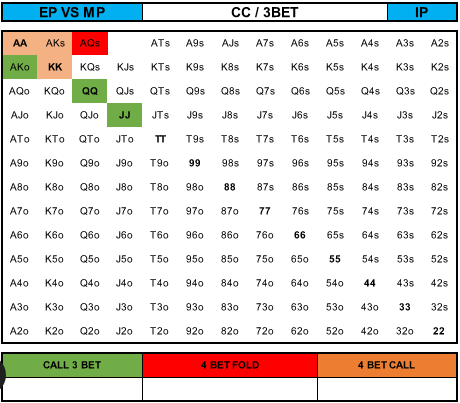 EP VS MP CC / 3BET IP
AA AKs AQs ATs A9s AJs A7s A6s A5s A4s A3s A2s
AKo KK KQs KJs KTs K9s K8s K7s K6s K5s K4s K3s K2s
AQo KQo QQ QJs QTs Q9s Q8s Q7s Q6s Q5s Q4s Q3s Q2s
AJo KJo QJo JJ JTs J9s J8s J7s J6s J5s J4s J3s J2s
ATo KTo QTo JTo TT T9s T8s T7s T6s T5s T4s T3s T2s
A9o K9o Q9o J9o T9o 99 98s 97s 96s 95s 94s 93s 92s
A8o K8o Q8o J8o T8o 98o 88 87s 86s 85s 84s 83s 82s
A7o K7o Q7o J7o T7o 97o 87o 77 76s 75s 74s 73s 72s
A6o K6o Q6o J6o T6o 96o 86o 76o 66 65s 64s 63s 62s
A5o K5o Q5o J5o T5o 95o 85o 75o 65o 55 54s 53s 52s
A4o K4o Q4o J4o T4o 94o 84o 74o 64o 54o 44 43s 42s
A3o K3o Q3o J3o T3o 93o 83o 73o 63o 53o 43o 33 32s
A2o K2o Q2o J2o T2o 92o 82o 72o 62o 52o 42o 32o 22
CALL 3 BET 4 BET FOLD 4 BET CALL